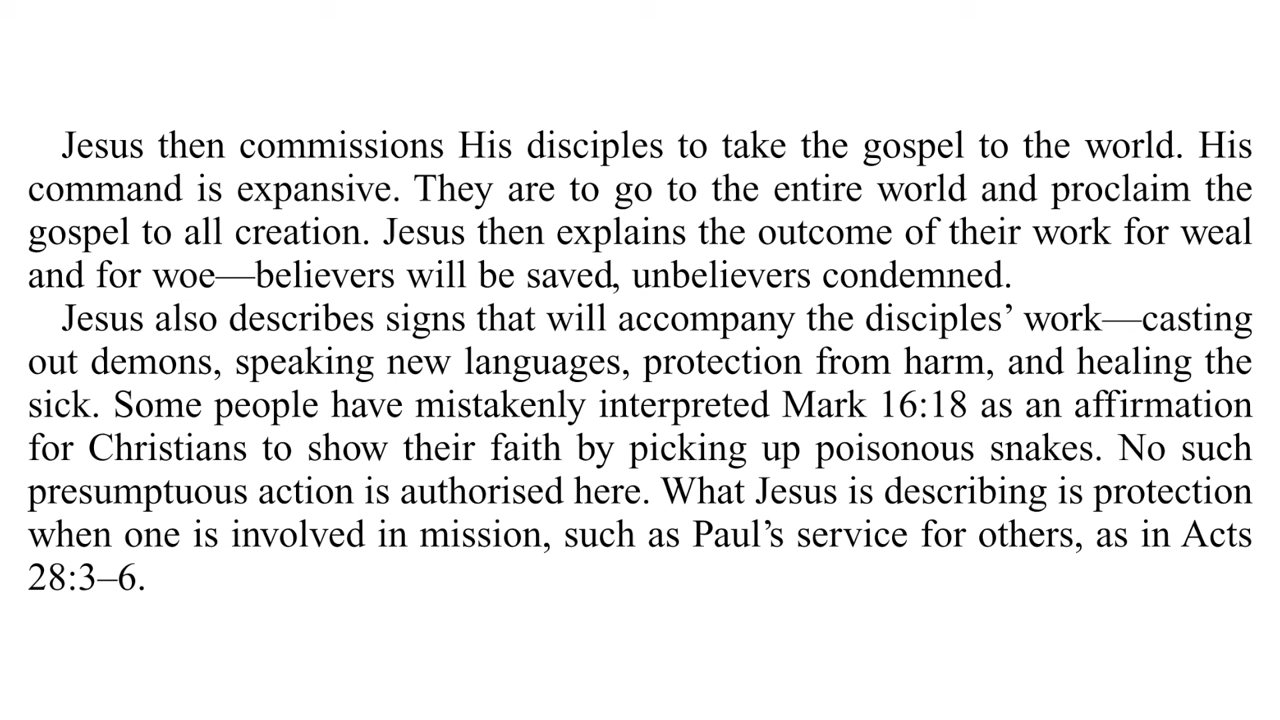 Jesus then commissions His disciples to take the gospel to the world. His
command is expansive. They are to go to the entire world and proclaim the
gospel to all creation. Jesus then explains the outcome of their work for weal
and for woe—believers will be saved, unbelievers condemned.
Jesus also describes signs that will accompany the disciples’ work—casting
out demons, speaking new languages, protection from harm, and healing the
sick. Some people have mistakenly interpreted Mark 16:18 as an affirmation
for Christians to show their faith by picking up poisonous snakes. No such
presumptuous action is authorised here. What Jesus is describing is protection
when one is involved in mission, such as Paul’s service for others, as in Acts
28:3–6.